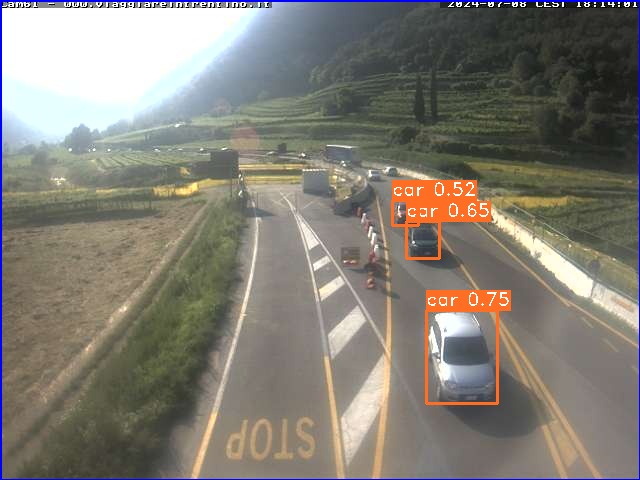 Cam61 - www.viaggiareintrentino.it
2024-07-08 CEST 18:14:01
car 0.52
car 0.65
car 0.75
STOP